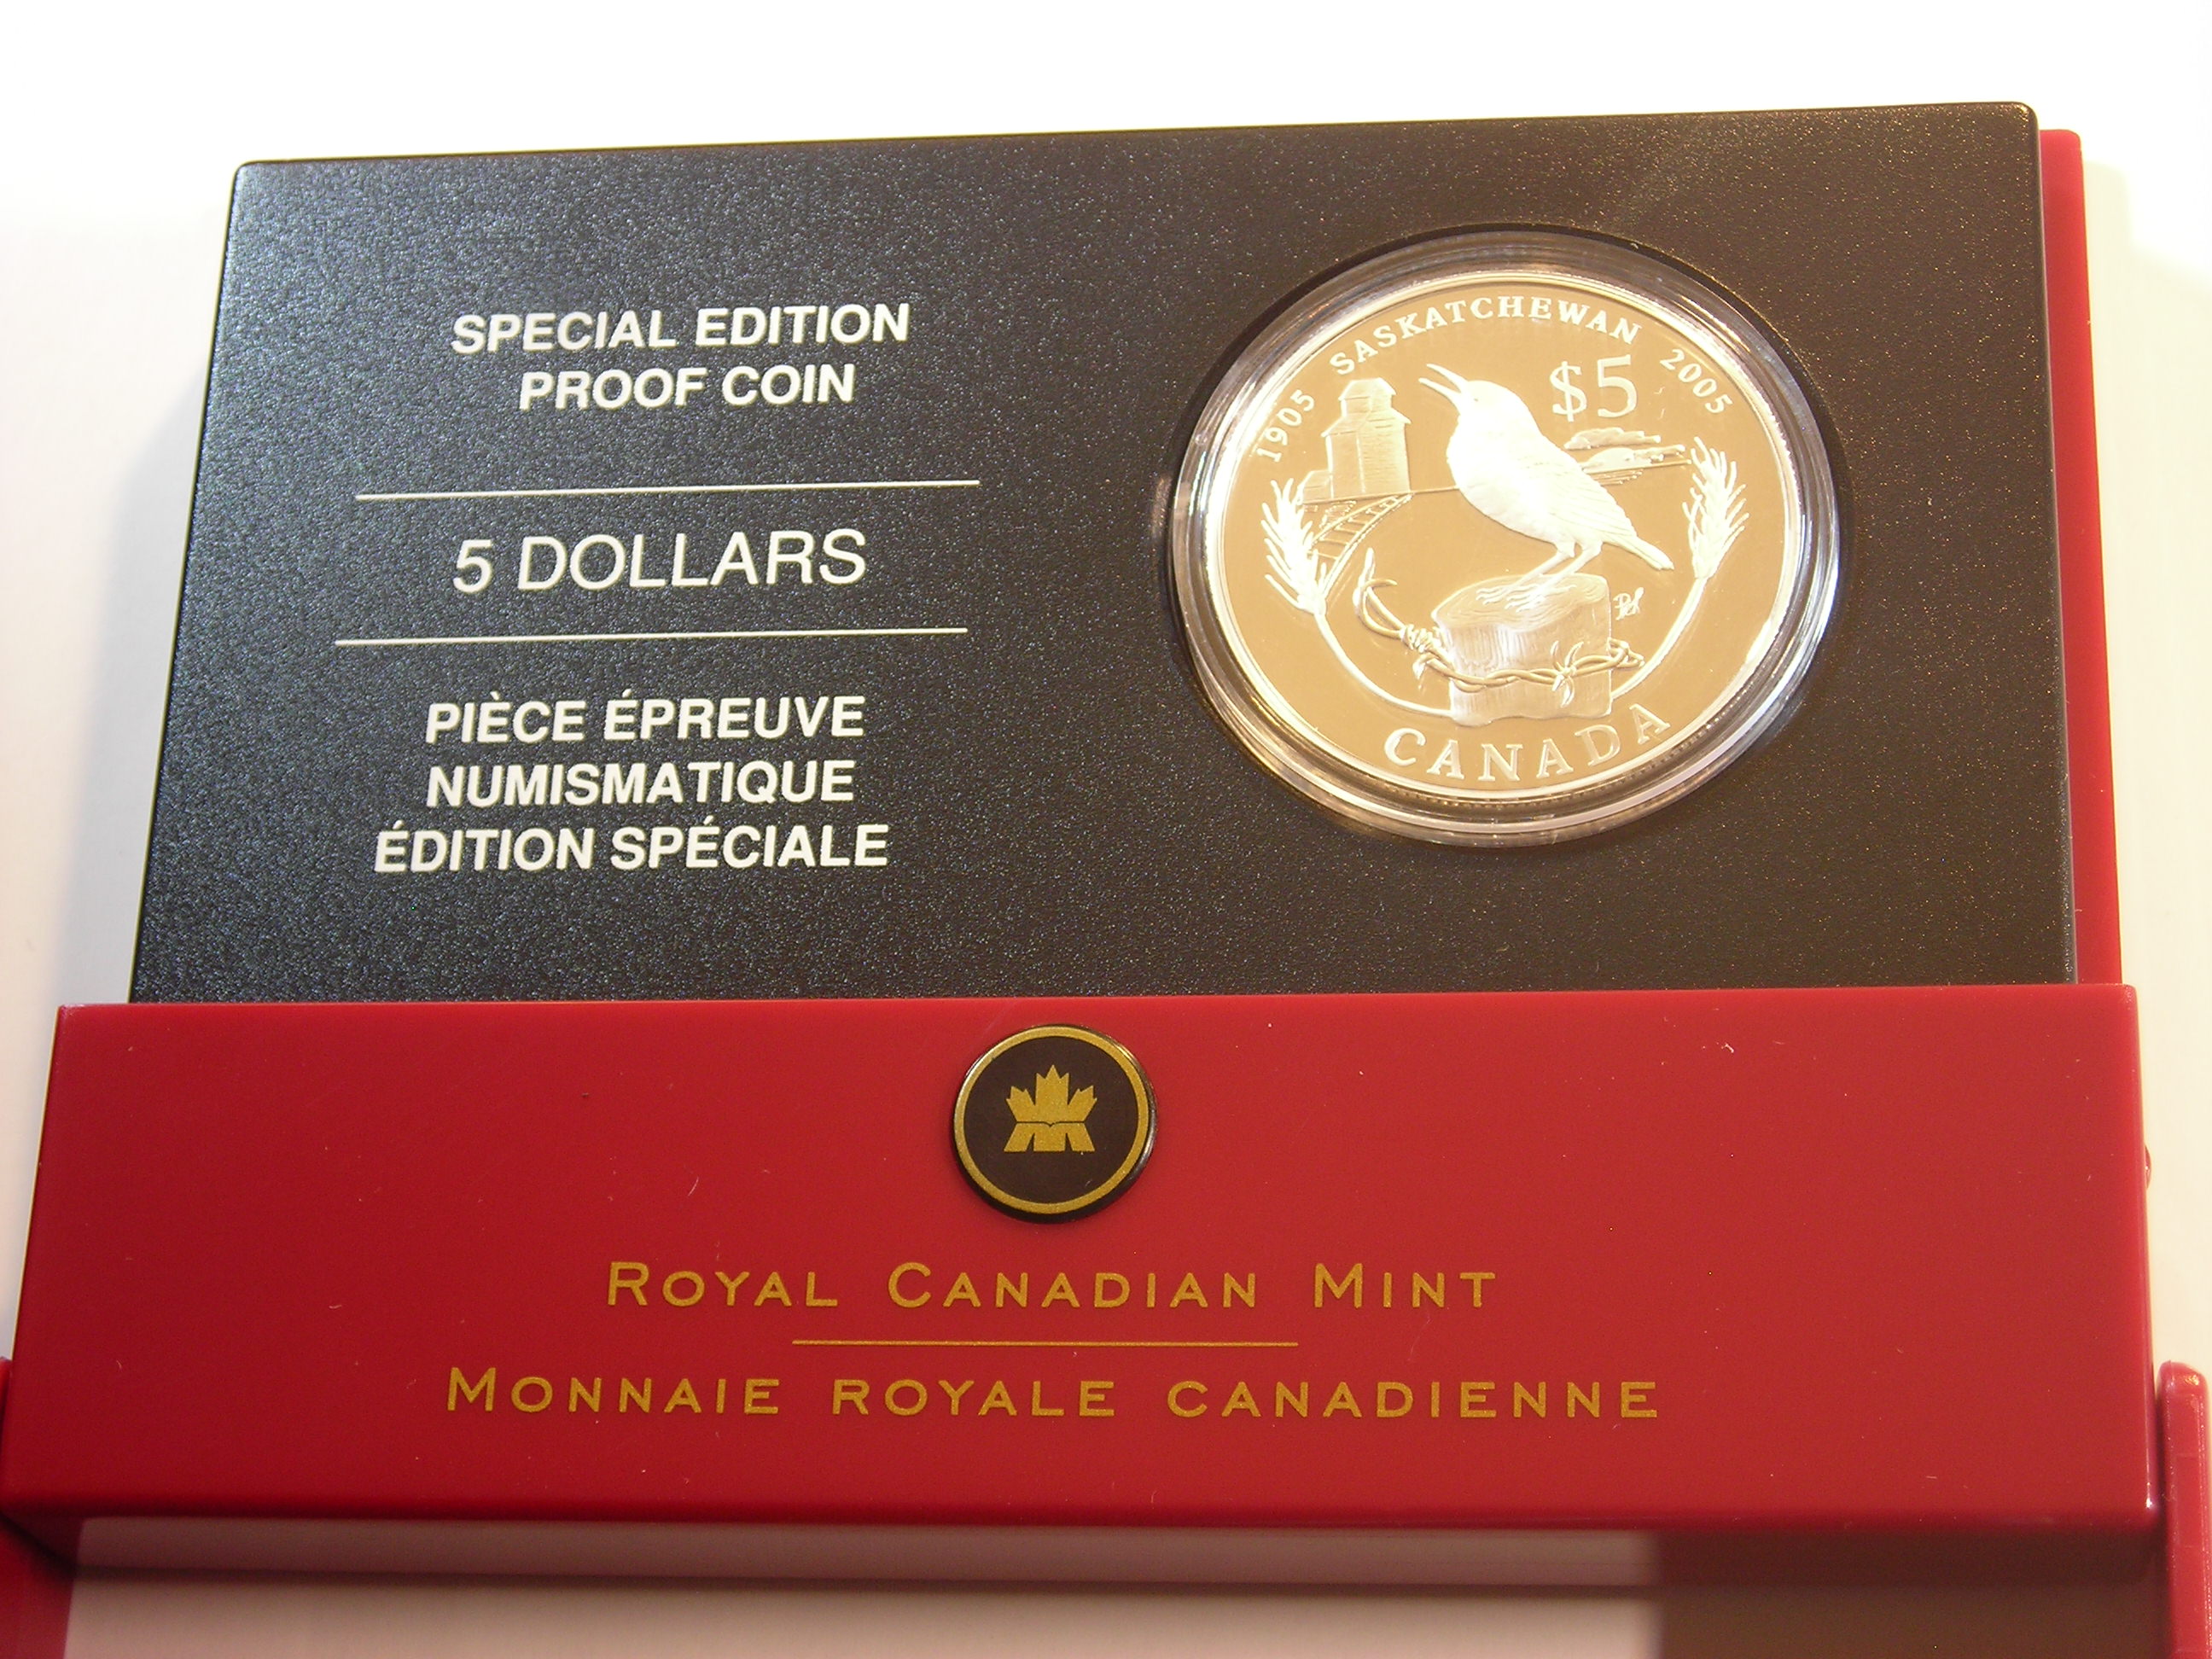 SPECIAL EDITION
PROOF COIN
5 DOLLARS
PIÈCE ÉPREUVE
NUMISMATIQUE
ÉDITION SPÉCIALE
1905 SASKATCHEWAN 2005
$5
CANADA
ROYAL CANADIAN MINT
MONNAIE ROYALE CANADIENNE